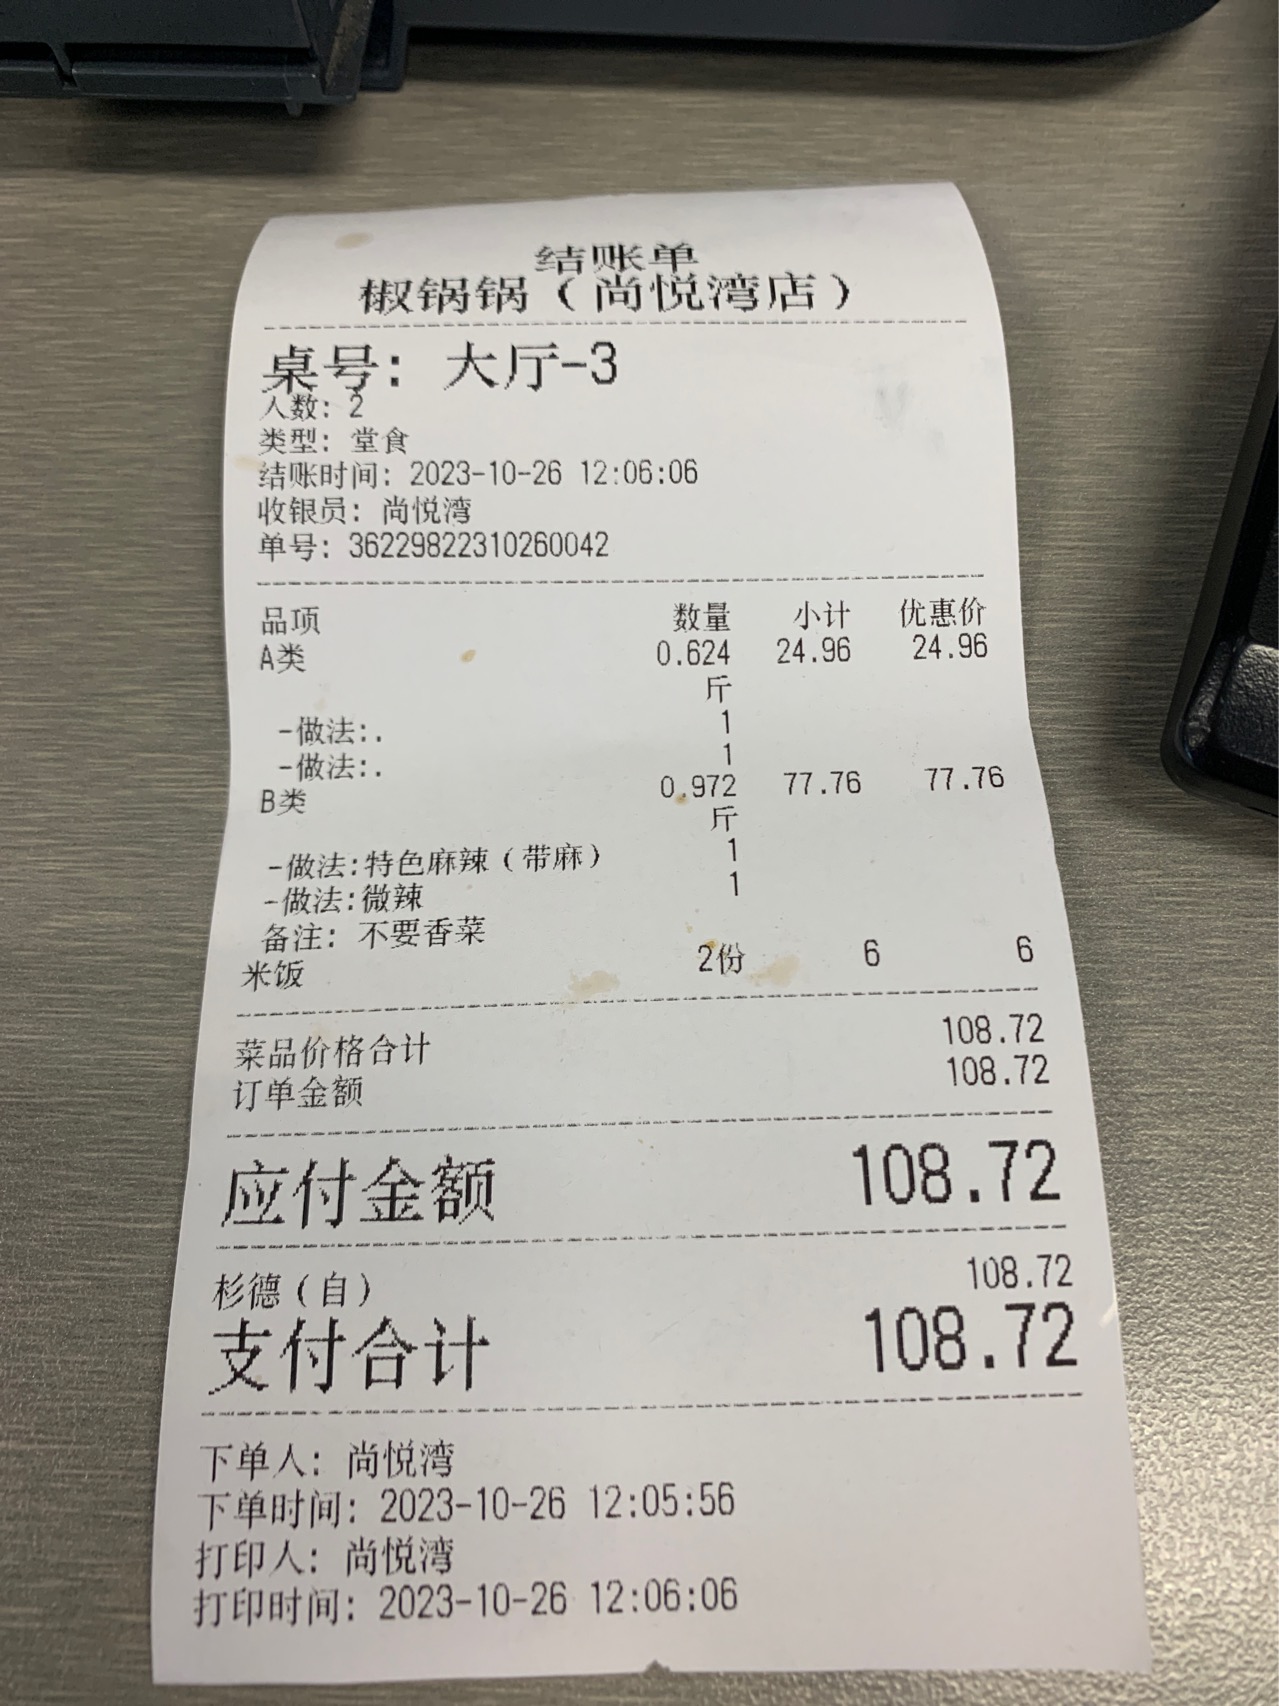 结账单
椒锅锅（尚悦湾店）
桌号: 大厅-3
人数: 2
类型: 堂食
结账时间: 2023-10-26 12:06:06
收银员: 尚悦湾
单号: 36229822310260042
品项 数量 小计 优惠价
A类 0.624 24.96 24.96
斤
-做法:. 1
-做法:. 1
B类 0.972 77.76 77.76
斤
-做法:特色麻辣（带麻） 1
-做法:微辣 1
备注: 不要香菜
米饭 2份 6 6
菜品价格合计 108.72
订单金额 108.72
应付金额 108.72
杉德（自） 108.72
支付合计 108.72
下单人: 尚悦湾
下单时间: 2023-10-26 12:05:56
打印人: 尚悦湾
打印时间: 2023-10-26 12:06:06